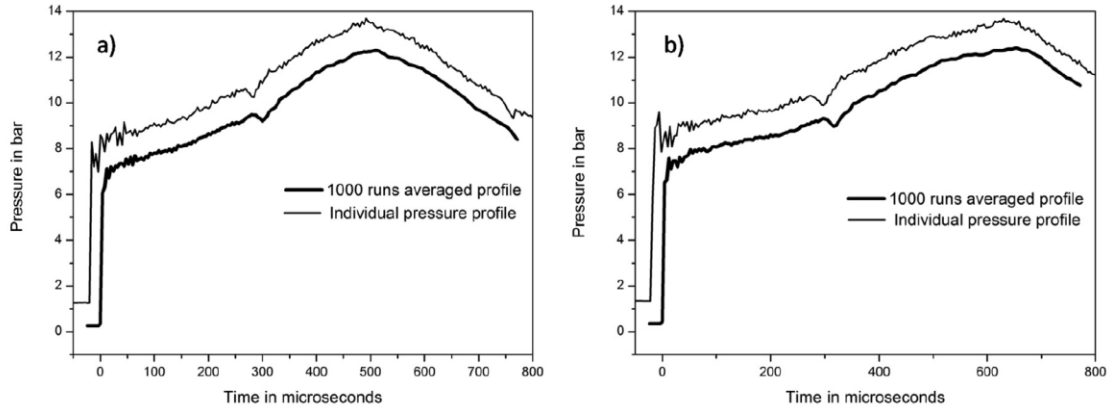 a)
14
12
10
8
6
4
2
0
Pressure in bar
1000 runs averaged profile
Individual pressure profile
0 100 200 300 400 500 600 700 800
Time in microseconds
b)
14
12
10
8
6
4
2
0
Pressure in bar
1000 runs averaged profile
Individual pressure profile
0 200 400 600 800
Time in microseconds